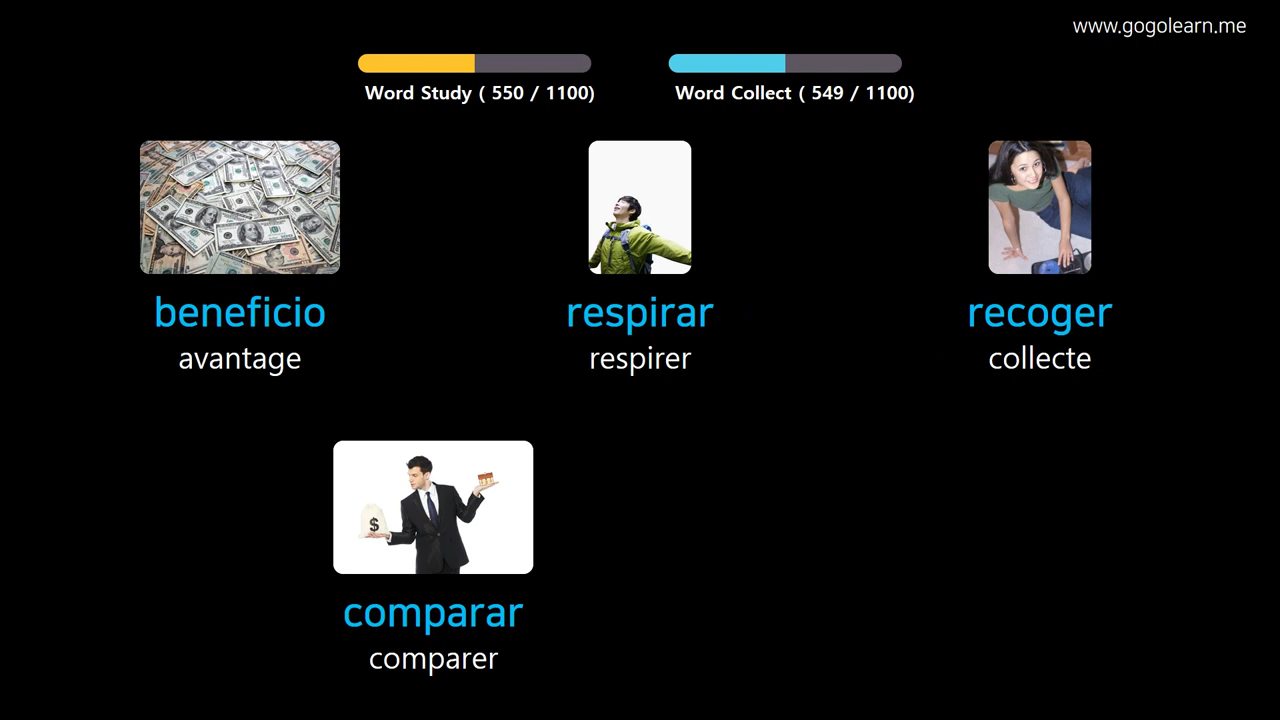 www.gogolearn.me
Word Study ( 550 / 1100)
Word Collect ( 549 / 1100)
beneficio
avantage
respirar
respirer
recoger
collecte
$
comparar
comparer